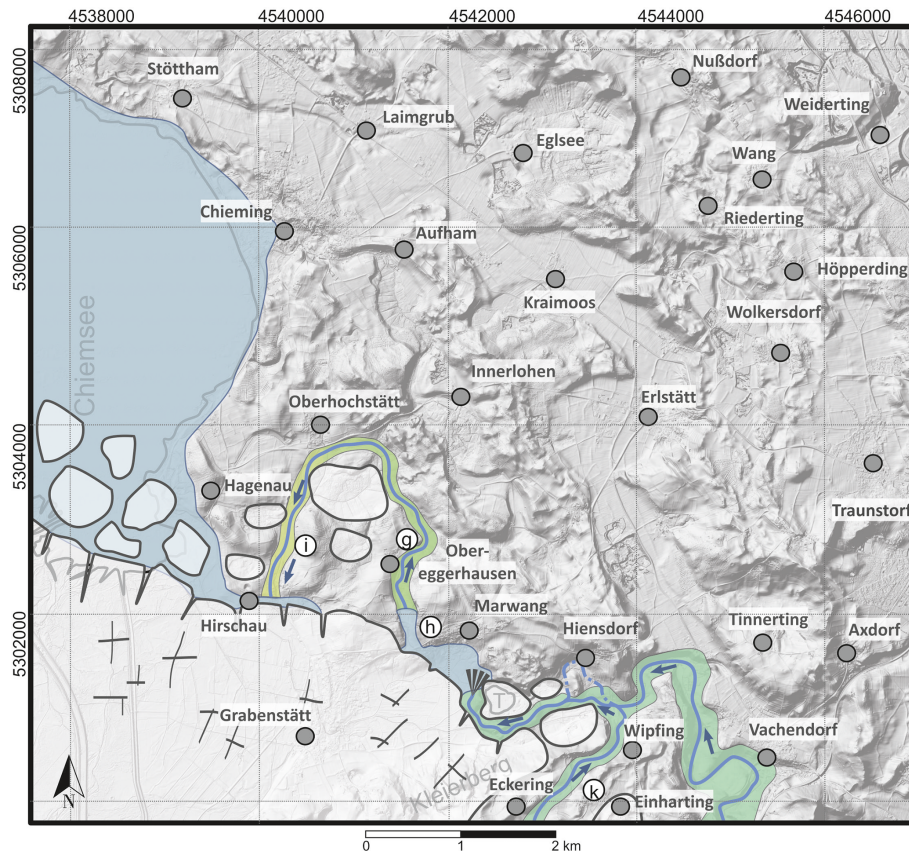 4538000
4540000
4542000
4544000
4546000
5308000
5306000
5304000
5302000
Stöttham
Nußdorf
Laimgrub
Weiderting
Eglsee
Wang
Chieming
Riederting
Aufham
Höpperding
Kraimoos
Wolkersdorf
Chiemsee
Innerlohen
Oberhochstätt
Erlstätt
Hagenau
Traunstorf
g
i
Ober-
eggerhausen
Hirschau
h
Marwang
Hiensdorf
Tinnerting
Axdorf
T
Grabenstätt
Wipfing
Vachendorf
Kleierberg
Eckering
k
Einharting
N
0
1
2 km